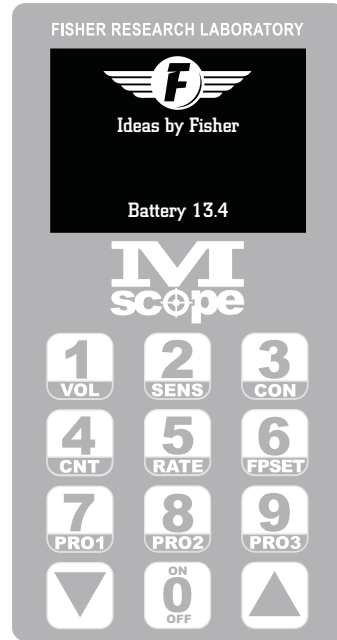 FISHER RESEARCH LABORATORY
F
Ideas by Fisher
Battery 13.4
M
scope
1 2 3
VOL SENS CON
4 5 6
CNT RATE FPSET
7 8 9
PRO1 PRO2 PRO3
ON
0
OFF